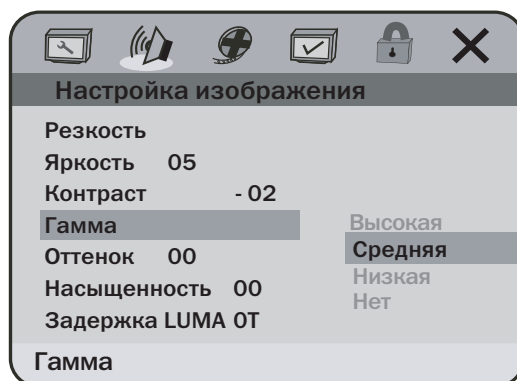 Настройка изображения
Резкость
Яркость 05
Контраст - 02
Гамма
Оттенок 00
Насыщенность 00
Задержка LUMA 0T
Высокая
Средняя
Низкая
Нет
Гамма